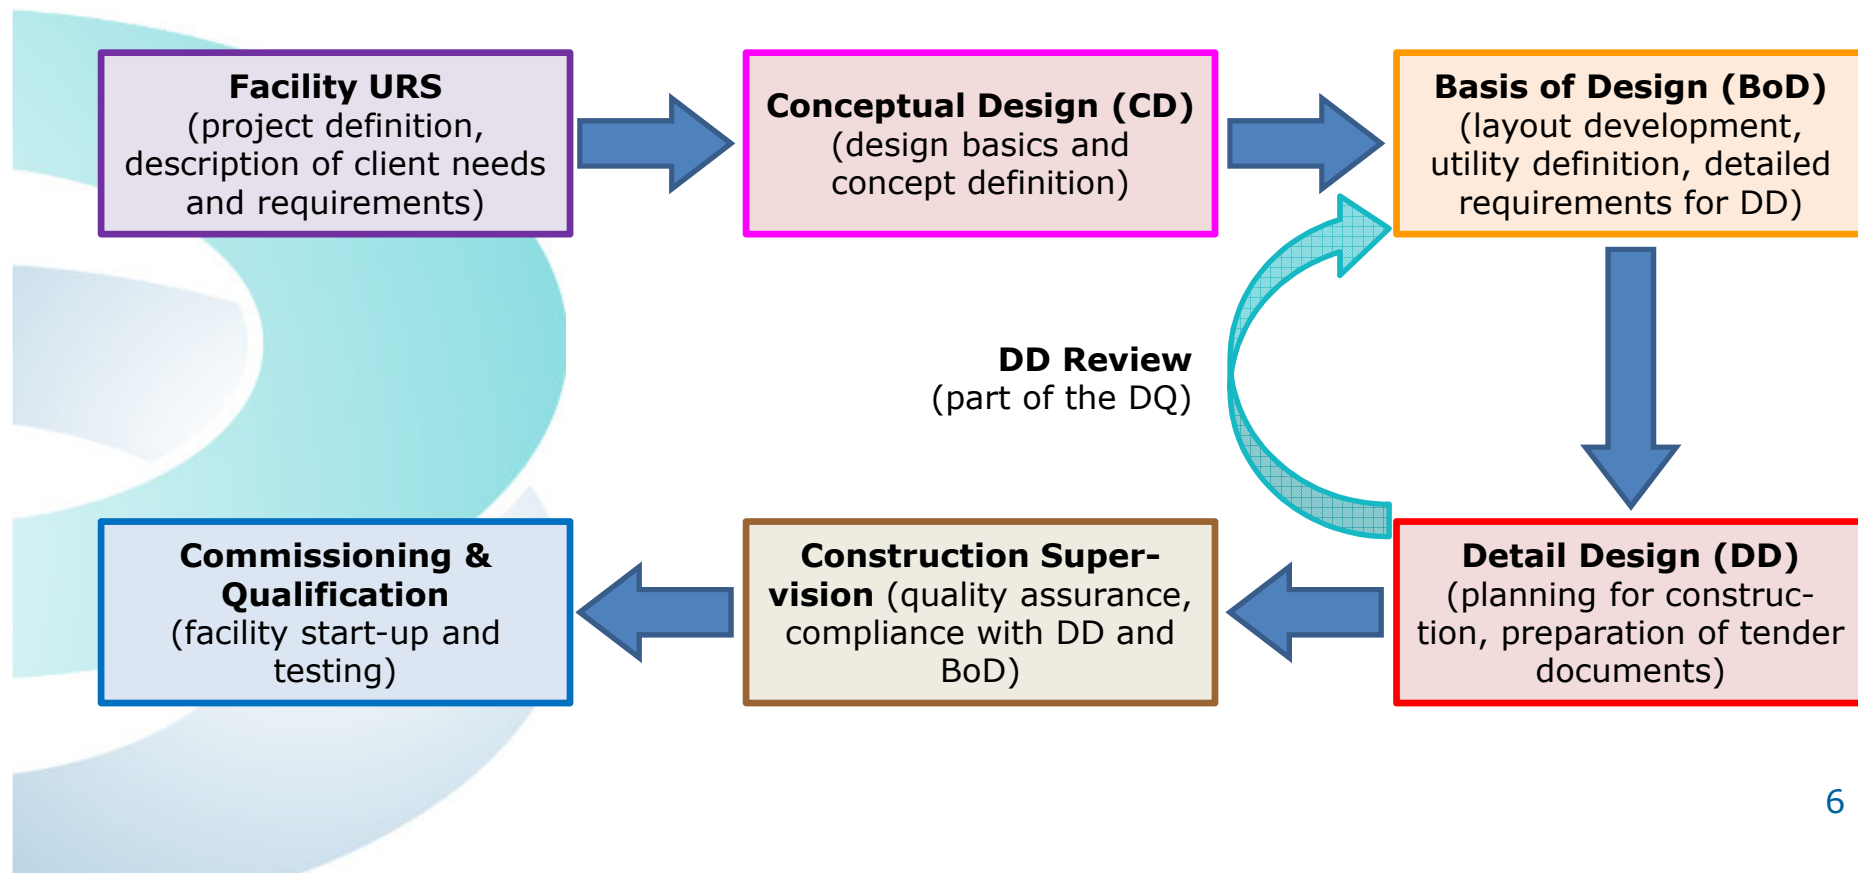 Facility URS
(project definition,
description of client needs
and requirements)
Conceptual Design (CD)
(design basics and
concept definition)
Basis of Design (BoD)
(layout development,
utility definition, detailed
requirements for DD)
DD Review
(part of the DQ)
Commissioning &
Qualification
(facility start-up and
testing)
Construction Super-
vision (quality assurance,
compliance with DD and
BoD)
Detail Design (DD)
(planning for construc-
tion, preparation of tender
documents)
6